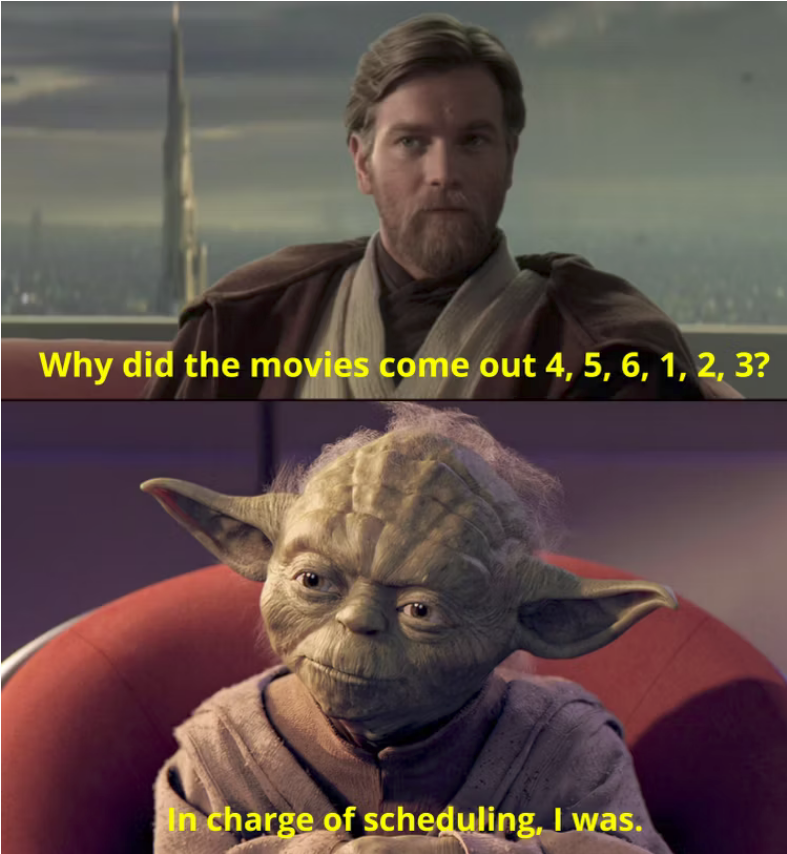 Why did the movies come out 4, 5, 6, 1, 2, 3?
In charge of scheduling, I was.